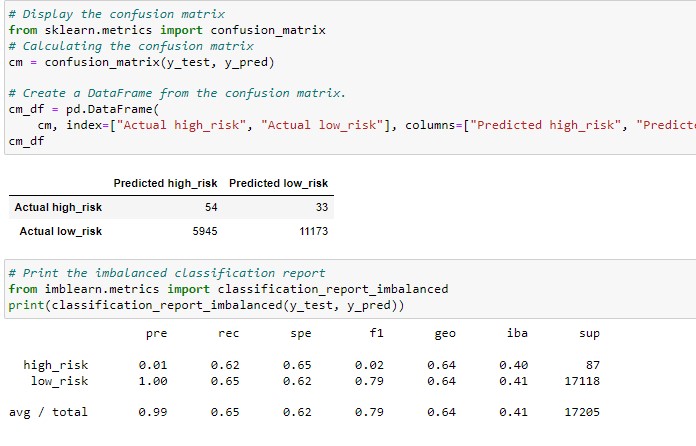 # Display the confusion matrix
from sklearn.metrics import confusion_matrix
# Calculating the confusion matrix
cm = confusion_matrix(y_test, y_pred)
# Create a DataFrame from the confusion matrix.
cm_df = pd.DataFrame(
cm, index=["Actual high_risk", "Actual low_risk"], columns=["Predicted high_risk", "Predict
cm_df
Predicted high_risk Predicted low_risk
Actual high_risk 54 33
Actual low_risk 5945 11173
# Print the imbalanced classification report
from imblearn.metrics import classification_report_imbalanced
print(classification_report_imbalanced(y_test, y_pred))
pre rec spe f1 geo iba sup
high_risk 0.01 0.62 0.65 0.02 0.64 0.40 87
low_risk 1.00 0.65 0.62 0.79 0.64 0.41 17118
avg / total 0.99 0.65 0.62 0.79 0.64 0.41 17205